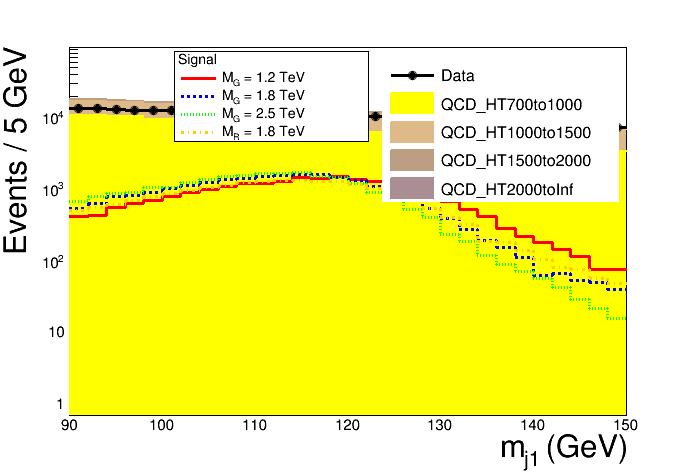 Events / 5 GeV
10⁴
10³
10²
10
1
Signal
M_G = 1.2 TeV
M_G = 1.8 TeV
M_G = 2.5 TeV
M_R = 1.8 TeV
Data
QCD_HT700to1000
QCD_HT1000to1500
QCD_HT1500to2000
QCD_HT2000toInf
90 100 110 120 130 140 150
m_j1 (GeV)